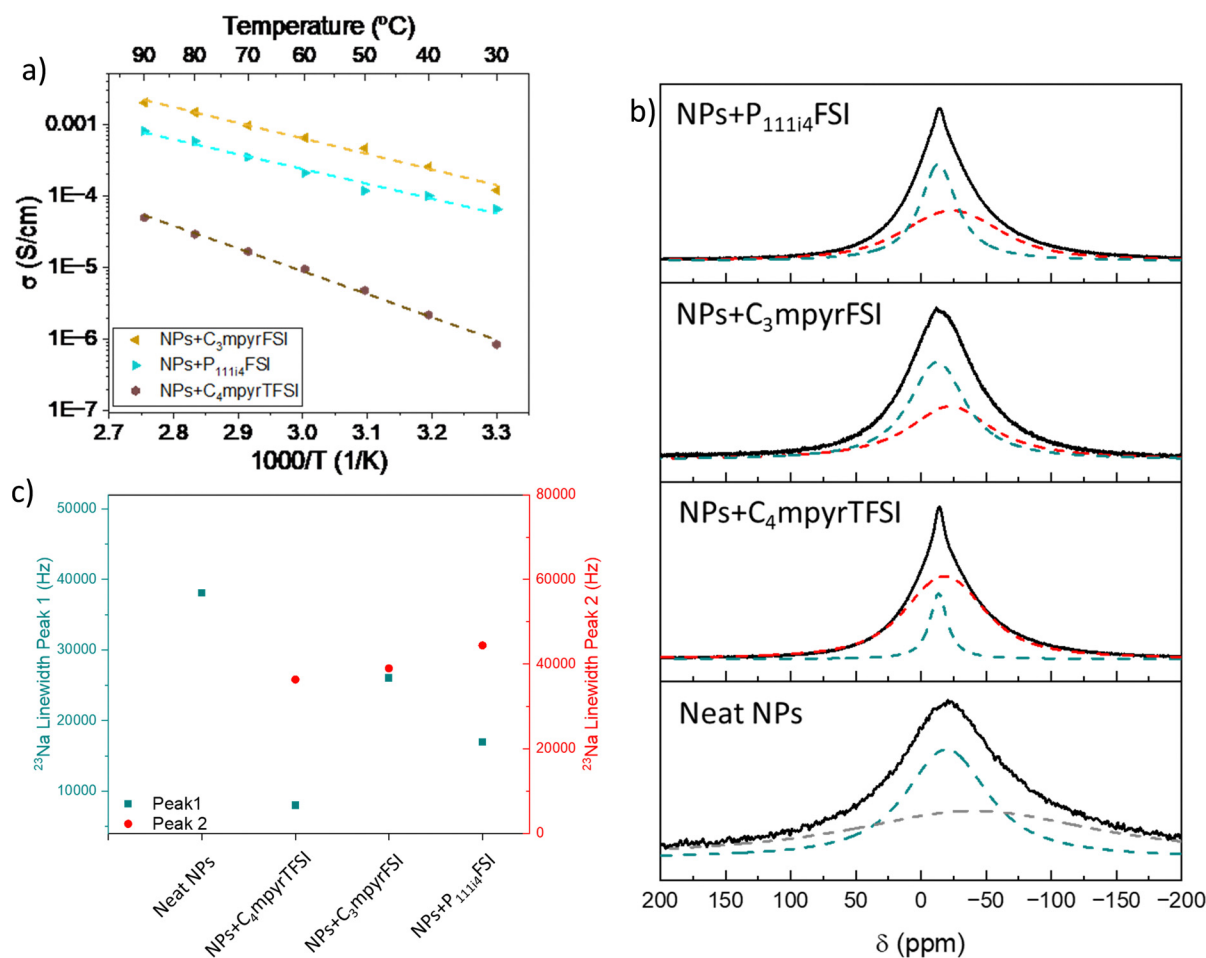 a)
Temperature (ºC)
90 80 70 60 50 40 30
0.001
1E−4
1E−5
1E−6
1E−7
σ (S/cm)
NPs+C₃mpyrFSI
NPs+P₁₁₁ᵢ₄FSI
NPs+C₄mpyrTFSI
2.7 2.8 2.9 3.0 3.1 3.2 3.3
1000/T (1/K)
b)
NPs+P₁₁₁ᵢ₄FSI
NPs+C₃mpyrFSI
NPs+C₄mpyrTFSI
Neat NPs
200 150 100 50 0 −50 −100 −150 −200
δ (ppm)
c)
50000
40000
30000
20000
10000
²³Na Linewidth Peak 1 (Hz)
80000
60000
40000
20000
0
²³Na Linewidth Peak 2 (Hz)
Peak1
Peak 2
Neat NPs
NPs+C₄mpyrTFSI
NPs+C₃mpyrFSI
NPs+P₁₁₁ᵢ₄FSI